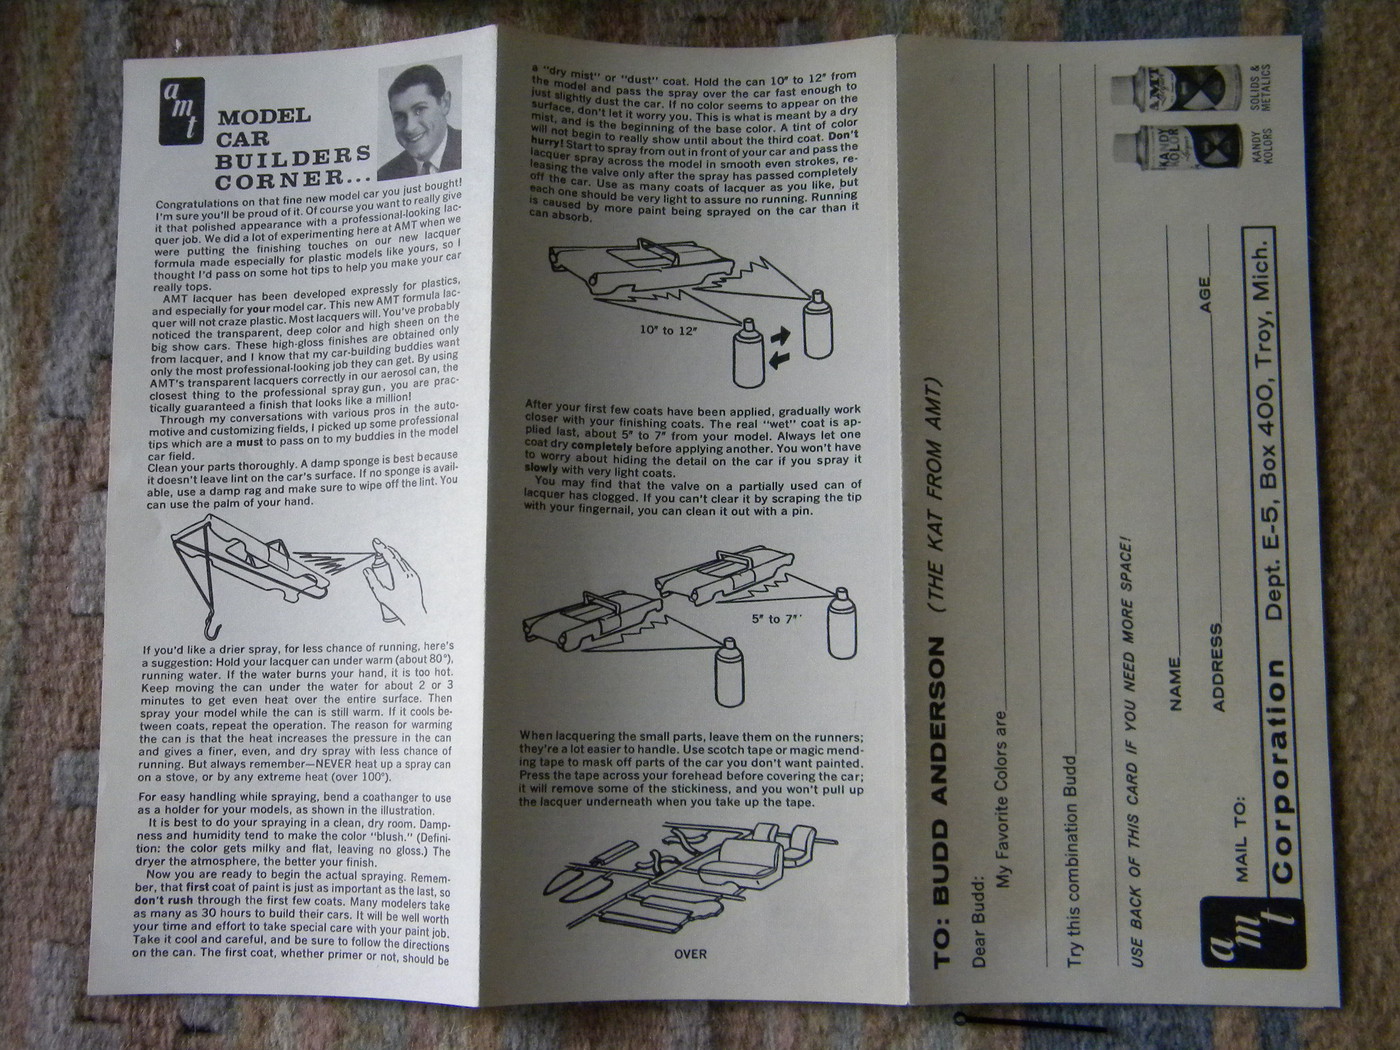 amt
MODEL
CAR
BUILDERS
CORNER...
Congratulations on that fine new model car you just bought!
I'm sure you'll be proud of it. Of course you want to really give
it that polished appearance with a professional-looking lac-
quer job. We did a lot of experimenting here at AMT when we
were putting the finishing touches on our new lacquer
formula made especially for plastic models like yours, so I
thought I'd pass on some hot tips to help you make your car
really tops.
AMT lacquer has been developed expressly for plastics,
and especially for your model car. This new AMT formula lac-
quer will not craze plastic. Most lacquers will. You've probably
noticed the transparent, deep color and high sheen on the
big show cars. These high-gloss finishes are obtained only
from lacquer, and I know that my car-building buddies want
only the most professional-looking job they can get. By using
AMT's transparent lacquers correctly in our aerosol can, the
closest thing to the professional spray gun, you are prac-
tically guaranteed a finish that looks like a million!
Through my conversations with various pros in the auto-
motive and customizing fields, I picked up some professional
tips which are a must to pass on to my buddies in the model
car field.
Clean your parts thoroughly. A damp sponge is best because
it doesn't leave lint on the car's surface. If no sponge is avail-
able, use a damp rag and make sure to wipe off the lint. You
can use the palm of your hand.
If you'd like a drier spray, for less chance of running, here's
a suggestion: Hold your lacquer can under warm (about 80°),
running water. If the water burns your hand, it is too hot.
Keep moving the can under the water for about 2 or 3
minutes to get even heat over the entire surface. Then
spray your model while the can is still warm. If it cools be-
tween coats, repeat the operation. The reason for warming
the can is that the heat increases the pressure in the can
and gives a finer, even, and dry spray with less chance of
running. But always remember—NEVER heat up a spray can
on a stove, or by any extreme heat (over 100°).
For easy handling while spraying, bend a coathanger to use
as a holder for your models, as shown in the illustration.
It is best to do your spraying in a clean, dry room. Damp-
ness and humidity tend to make the color "blush." (Defini-
tion: the color gets milky and flat, leaving no gloss.) The
dryer the atmosphere, the better your finish.
Now you are ready to begin the actual spraying. Remem-
ber, that first coat of paint is just as important as the last, so
don't rush through the first few coats. Many modelers take
as many as 30 hours to build their cars. It will be well worth
your time and effort to take special care with your paint job.
Take it cool and careful, and be sure to follow the directions
on the can. The first coat, whether primer or not, should be
a "dry mist" or "dust" coat. Hold the can 10" to 12" from
the model and pass the spray over the car fast enough to
just slightly dust the car. If no color seems to appear on the
surface, don't let it worry you. This is what is meant by a dry
mist, and is the beginning of the base color. A tint of color
will not begin to really show until about the third coat. Don't
hurry! Start to spray from out in front of your car and pass the
lacquer spray across the model in smooth even strokes, re-
leasing the valve only after the spray has passed completely
off the car. Use as many coats of lacquer as you like, but
each one should be very light to assure no running. Running
is caused by more paint being sprayed on the car than it
can absorb.
10" to 12"
After your first few coats have been applied, gradually work
closer with your finishing coats. The real "wet" coat is ap-
plied last, about 5" to 7" from your model. Always let one
coat dry completely before applying another. You won't have
to worry about hiding the detail on the car if you spray it
slowly with very light coats.
You may find that the valve on a partially used can of
lacquer has clogged. If you can't clear it by scraping the tip
with your fingernail, you can clean it out with a pin.
5" to 7"
When lacquering the small parts, leave them on the runners;
they're a lot easier to handle. Use scotch tape or magic mend-
ing tape to mask off parts of the car you don't want painted.
Press the tape across your forehead before covering the car;
it will remove some of the stickiness, and you won't pull up
the lacquer underneath when you take up the tape.
OVER
TO: BUDD ANDERSON (THE KAT FROM AMT)
Dear Budd:
My Favorite Colors are
Try this combination Budd
USE BACK OF THIS CARD IF YOU NEED MORE SPACE!
NAME
ADDRESS AGE
MAIL TO:
amt Corporation Dept. E-5, Box 400, Troy, Mich.
AMT
SOLIDS &
METALICS
KANDY
KOLOR
KANDY
KOLORS